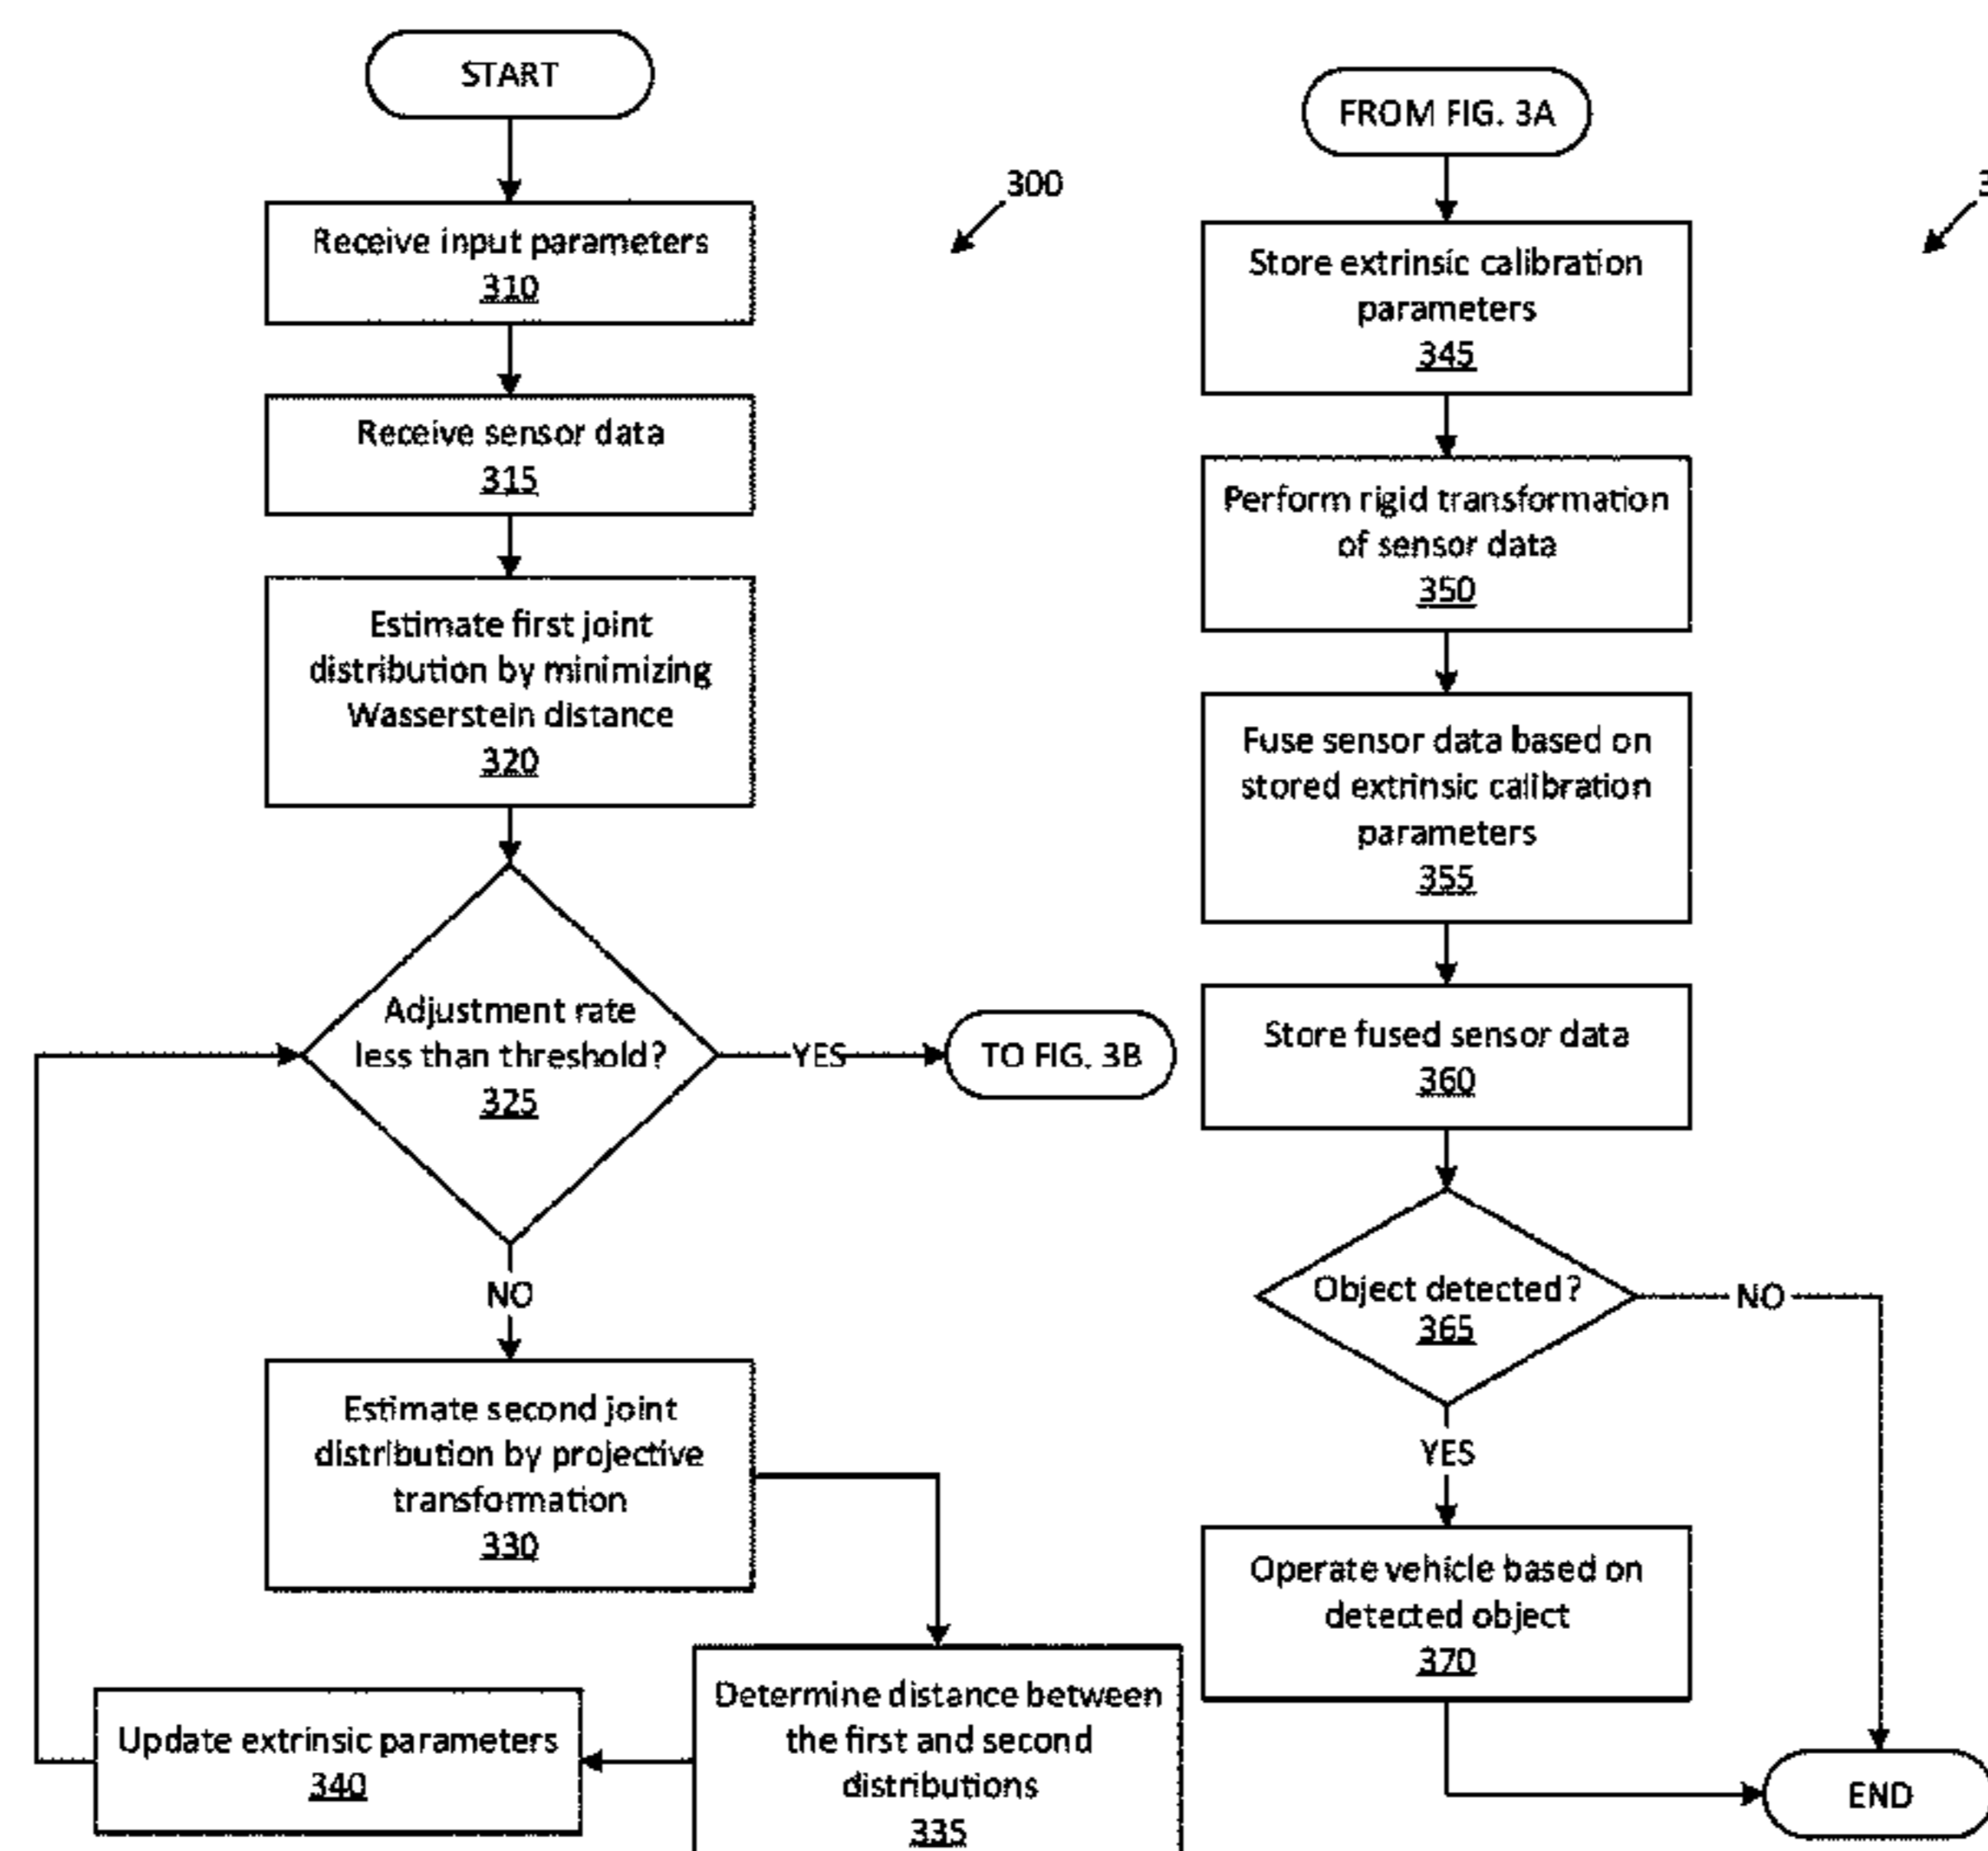 START
300
Receive input parameters
310
Receive sensor data
315
Estimate first joint
distribution by minimizing
Wasserstein distance
320
Adjustment rate
less than threshold?
325
YES
TO FIG. 3B
NO
Estimate second joint
distribution by projective
transformation
330
Determine distance between
the first and second
distributions
335
Update extrinsic parameters
340
FROM FIG. 3A
3
Store extrinsic calibration
parameters
345
Perform rigid transformation
of sensor data
350
Fuse sensor data based on
stored extrinsic calibration
parameters
355
Store fused sensor data
360
Object detected?
365
NO
YES
Operate vehicle based on
detected object
370
END